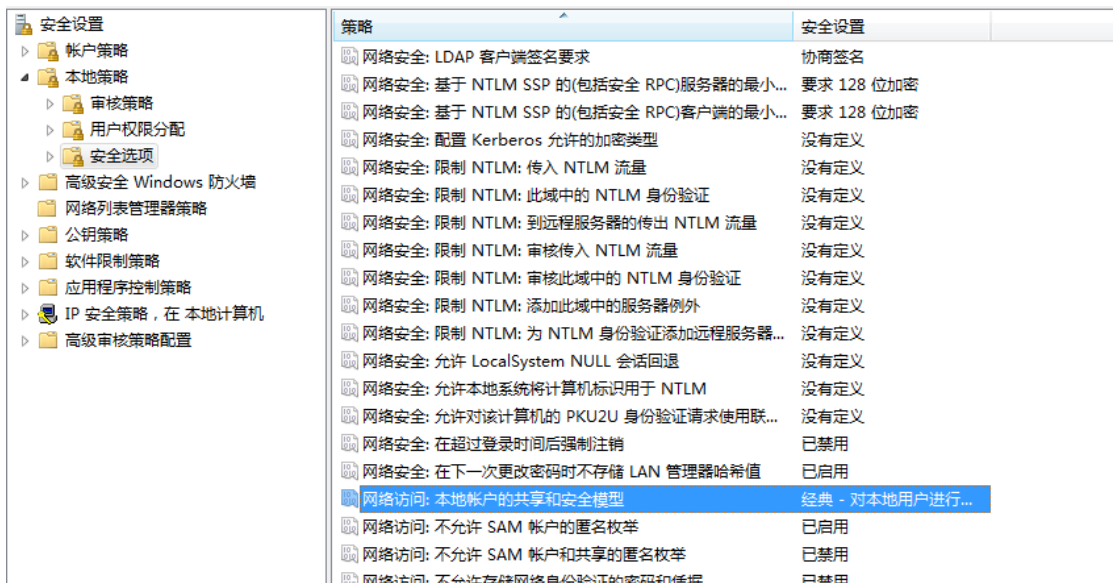 安全设置
帐户策略
本地策略
审核策略
用户权限分配
安全选项
高级安全 Windows 防火墙
网络列表管理器策略
公钥策略
软件限制策略
应用程序控制策略
IP 安全策略，在 本地计算机
高级审核策略配置
策略 安全设置
网络安全: LDAP 客户端签名要求 协商签名
网络安全: 基于 NTLM SSP 的(包括安全 RPC)服务器的最小... 要求 128 位加密
网络安全: 基于 NTLM SSP 的(包括安全 RPC)客户端的最小... 要求 128 位加密
网络安全: 配置 Kerberos 允许的加密类型 没有定义
网络安全: 限制 NTLM: 传入 NTLM 流量 没有定义
网络安全: 限制 NTLM: 此域中的 NTLM 身份验证 没有定义
网络安全: 限制 NTLM: 到远程服务器的传出 NTLM 流量 没有定义
网络安全: 限制 NTLM: 审核传入 NTLM 流量 没有定义
网络安全: 限制 NTLM: 审核此域中的 NTLM 身份验证 没有定义
网络安全: 限制 NTLM: 添加此域中的服务器例外 没有定义
网络安全: 限制 NTLM: 为 NTLM 身份验证添加远程服务器... 没有定义
网络安全: 允许 LocalSystem NULL 会话回退 没有定义
网络安全: 允许本地系统将计算机标识用于 NTLM 没有定义
网络安全: 允许对该计算机的 PKU2U 身份验证请求使用联... 没有定义
网络安全: 在超过登录时间后强制注销 已禁用
网络安全: 在下一次更改密码时不存储 LAN 管理器哈希值 已启用
网络访问: 本地帐户的共享和安全模型 经典 - 对本地用户进行...
网络访问: 不允许 SAM 帐户的匿名枚举 已启用
网络访问: 不允许 SAM 帐户和共享的匿名枚举 已禁用
网络访问: 不允许存储网络身份验证的密码和凭据 已禁用